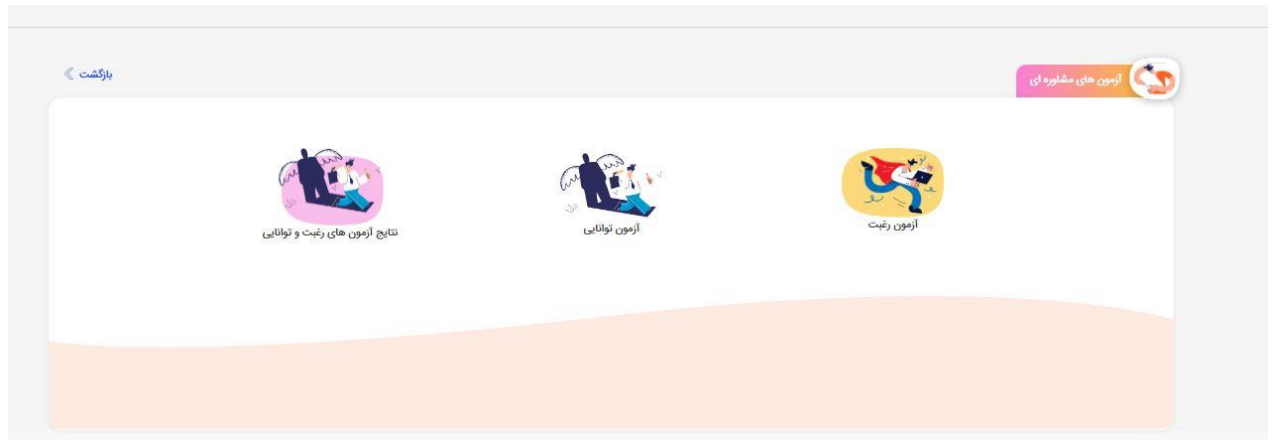 آزمون های مشاوره ای
بازگشت
آزمون رغبت
آزمون توانایی
نتایج آزمون های رغبت و توانایی